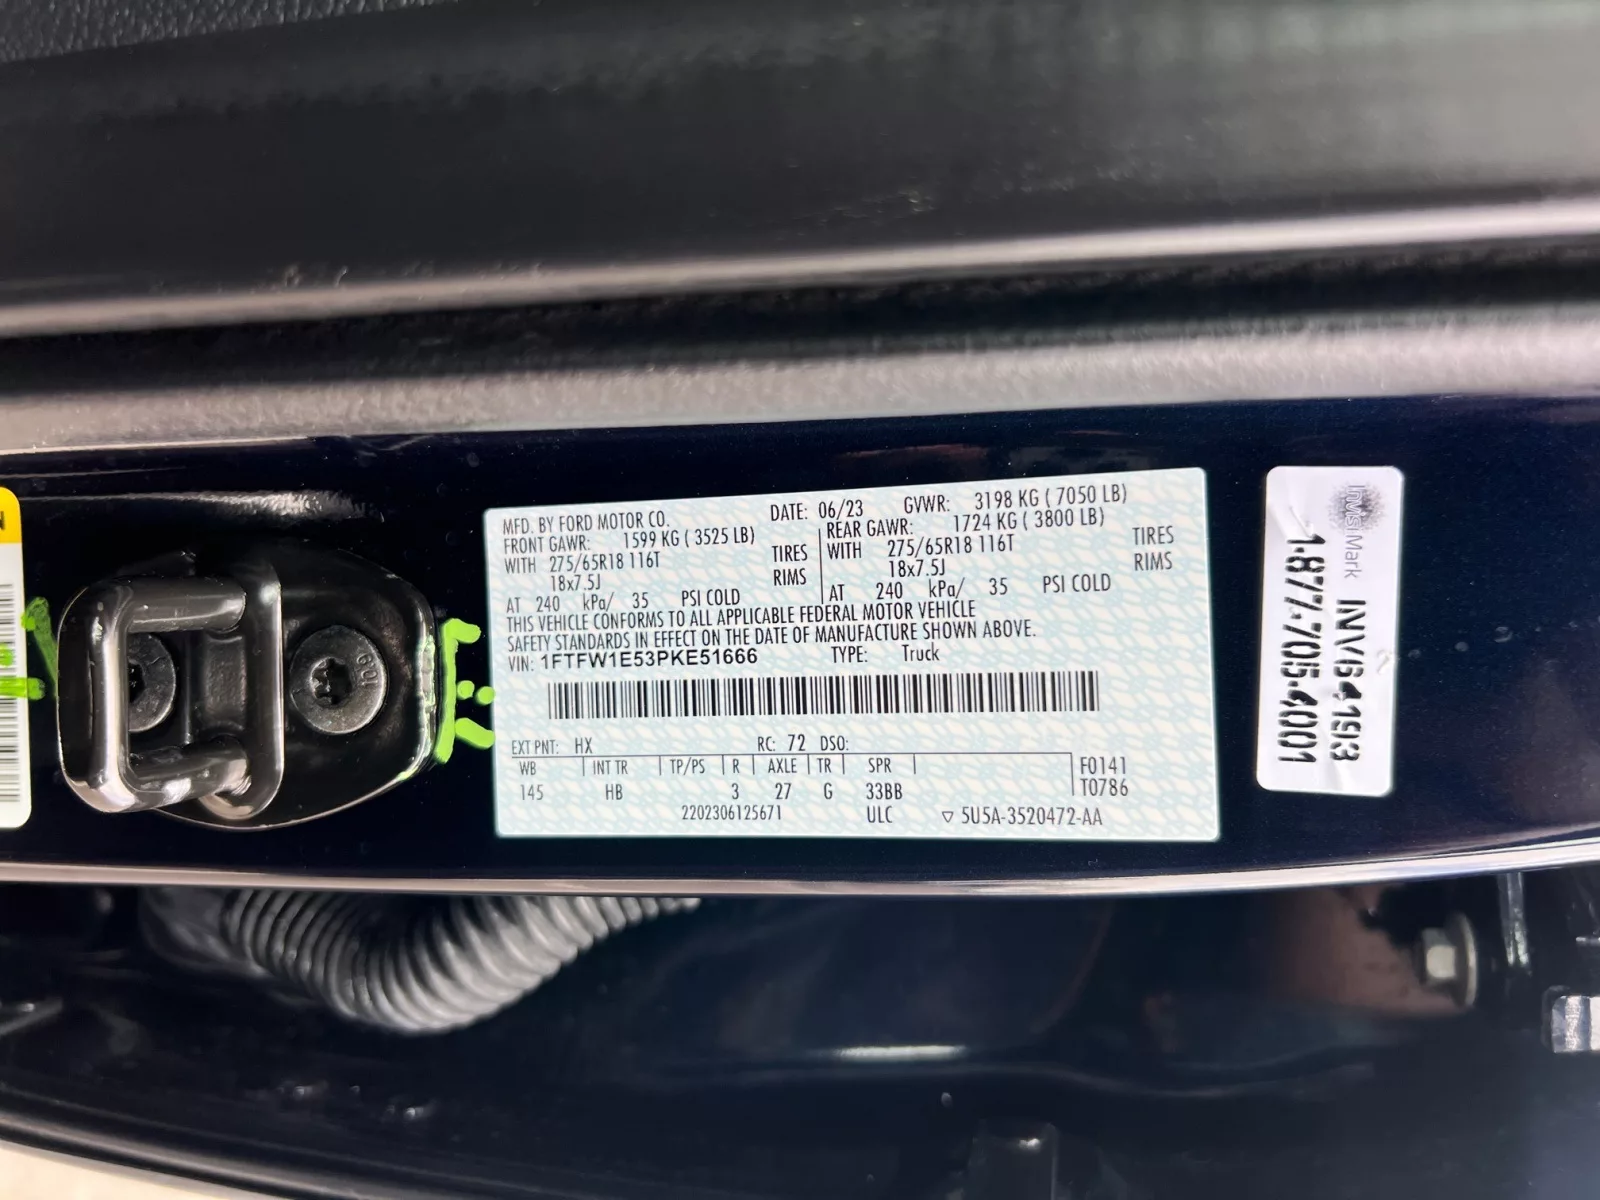 MFD. BY FORD MOTOR CO.
DATE: 06/23
GVWR: 3198 KG ( 7050 LB)
FRONT GAWR: 1599 KG ( 3525 LB)
WITH 275/65R18 116T TIRES
18x7.5J RIMS
AT 240 kPa/ 35 PSI COLD
REAR GAWR: 1724 KG ( 3800 LB)
WITH 275/65R18 116T TIRES
18x7.5J RIMS
AT 240 kPa/ 35 PSI COLD
THIS VEHICLE CONFORMS TO ALL APPLICABLE FEDERAL MOTOR VEHICLE
SAFETY STANDARDS IN EFFECT ON THE DATE OF MANUFACTURE SHOWN ABOVE.
VIN: 1FTFW1E53PKE51666 TYPE: Truck
EXT PNT: HX RC: 72 DSO:
WB INT TR TP/PS R AXLE TR SPR F0141
145 HB 3 27 G 33BB T0786
2202306125671 ULC 5U5A-3520472-AA
INV64193
1-877-705-4001
109